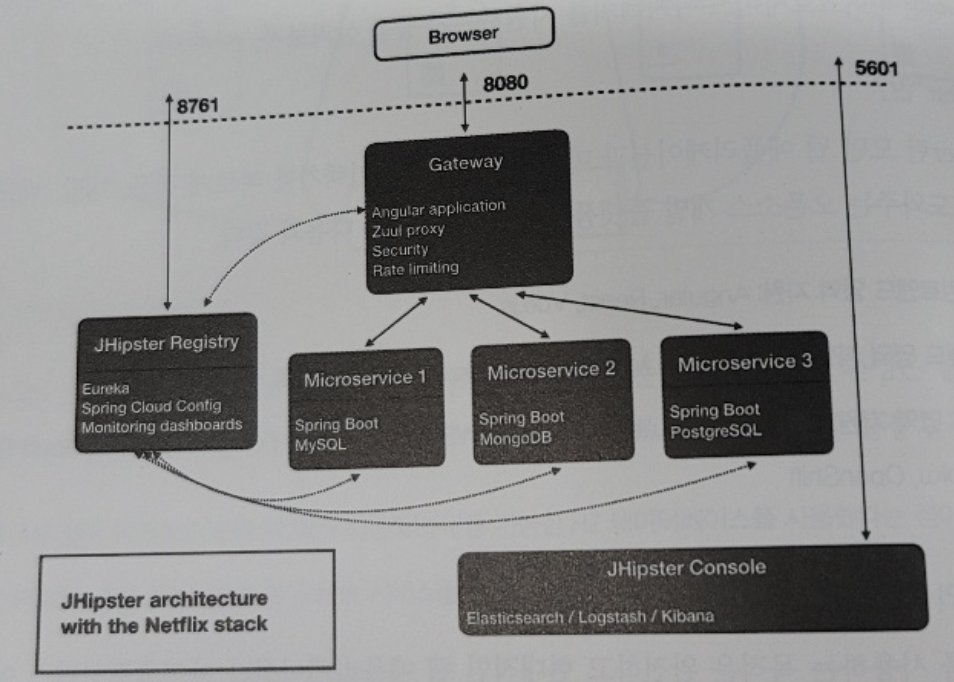 Browser
8761
8080
5601
Gateway
Angular application
Zuul proxy
Security
Rate limiting
JHipster Registry
Eureka
Spring Cloud Config
Monitoring dashboards
Microservice 1
Spring Boot
MySQL
Microservice 2
Spring Boot
MongoDB
Microservice 3
Spring Boot
PostgreSQL
JHipster architecture
with the Netflix stack
JHipster Console
Elasticsearch / Logstash / Kibana